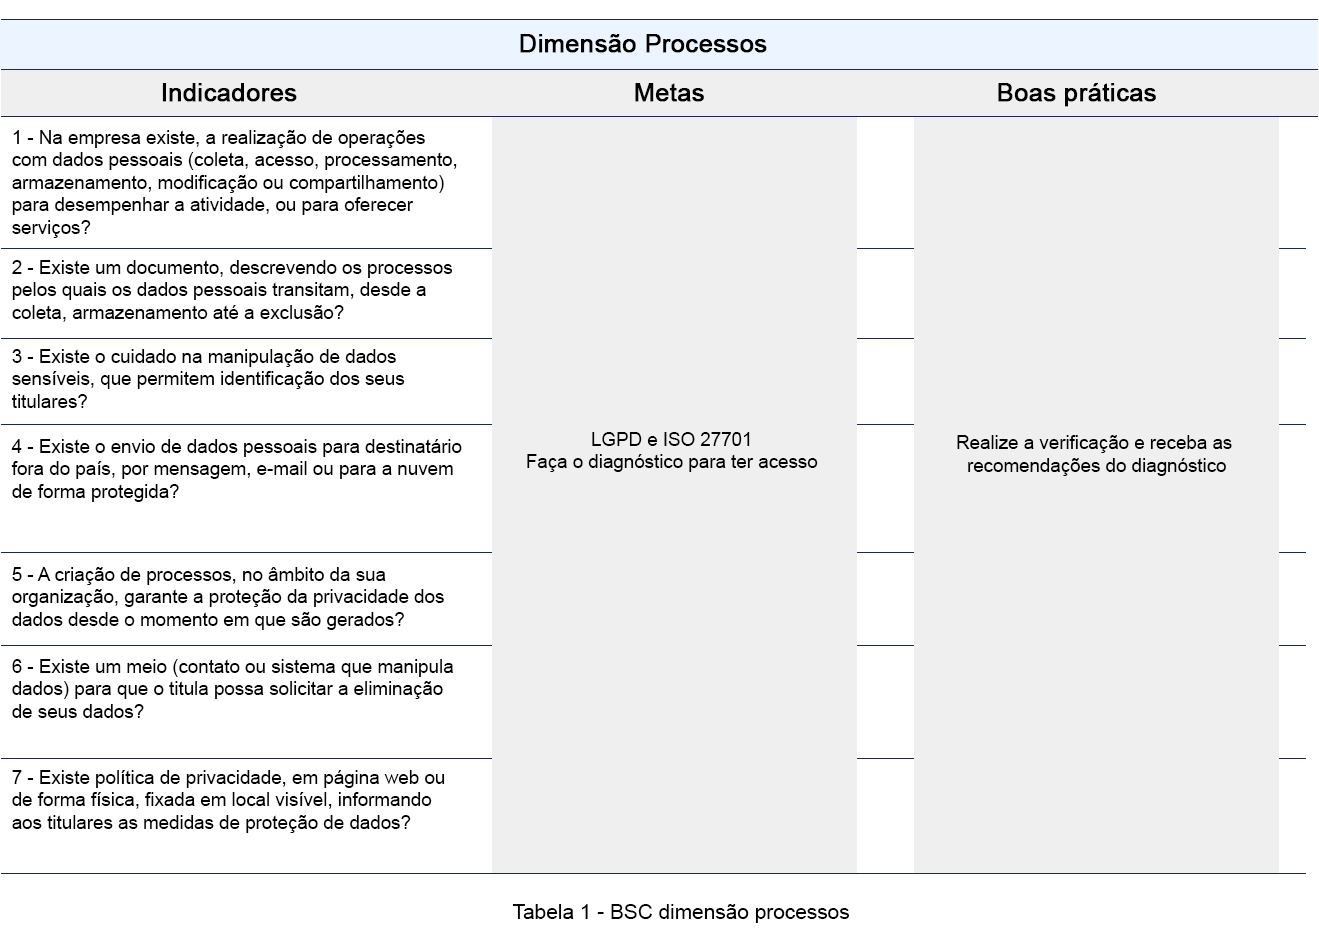 Dimensão Processos
Indicadores
Metas
Boas práticas
1 - Na empresa existe, a realização de operações
com dados pessoais (coleta, acesso, processamento,
armazenamento, modificação ou compartilhamento)
para desempenhar a atividade, ou para oferecer
serviços?
2 - Existe um documento, descrevendo os processos
pelos quais os dados pessoais transitam, desde a
coleta, armazenamento até a exclusão?
3 - Existe o cuidado na manipulação de dados
sensíveis, que permitem identificação dos seus
titulares?
4 - Existe o envio de dados pessoais para destinatário
fora do país, por mensagem, e-mail ou para a nuvem
de forma protegida?
5 - A criação de processos, no âmbito da sua
organização, garante a proteção da privacidade dos
dados desde o momento em que são gerados?
6 - Existe um meio (contato ou sistema que manipula
dados) para que o titula possa solicitar a eliminação
de seus dados?
7 - Existe política de privacidade, em página web ou
de forma física, fixada em local visível, informando
aos titulares as medidas de proteção de dados?
LGPD e ISO 27701
Faça o diagnóstico para ter acesso
Realize a verificação e receba as
recomendações do diagnóstico
Tabela 1 - BSC dimensão processos